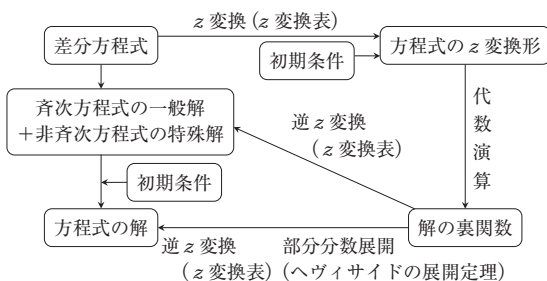 z 変換 (z 変換表)
差分方程式
初期条件
方程式の z 変換形
斉次方程式の一般解
+非斉次方程式の特殊解
逆 z 変換
(z 変換表)
代数演算
初期条件
方程式の解
解の裏関数
逆 z 変換 部分分数展開
(z 変換表) (ヘヴィサイドの展開定理)